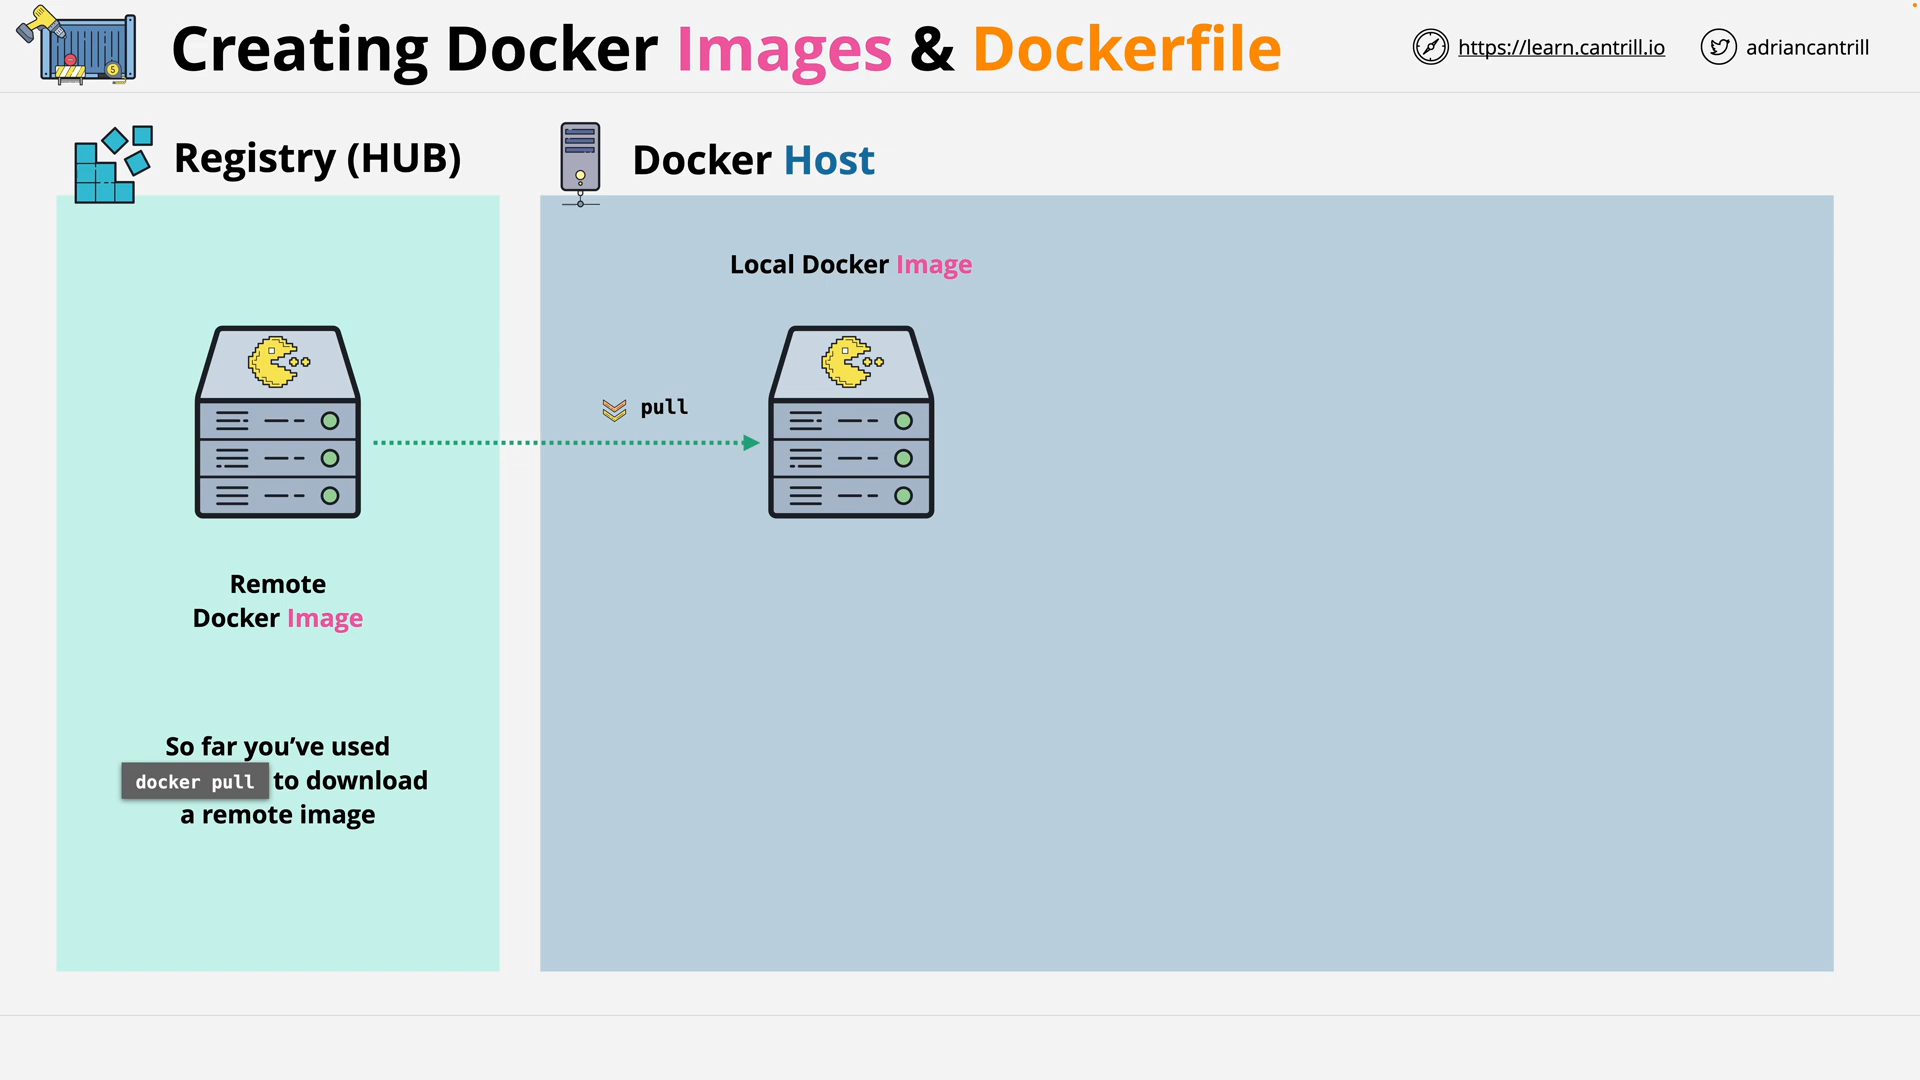 Creating Docker Images & Dockerfile
https://learn.cantrill.io
adriancantrill
Registry (HUB)
Docker Host
Local Docker Image
pull
Remote
Docker Image
So far you’ve used
docker pull to download
a remote image